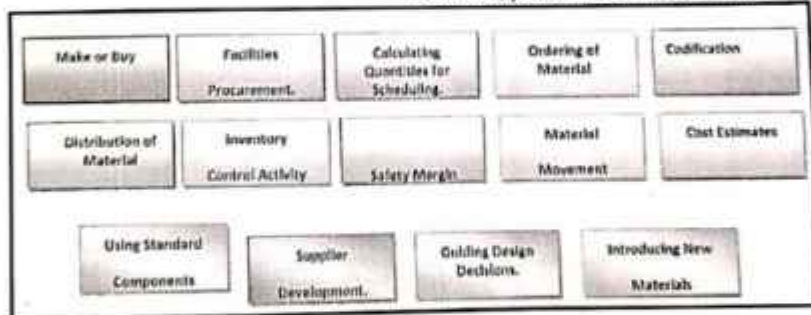 Make or Buy
Facilities
Procurement.
Calculating
Quantities for
Scheduling.
Ordering of
Material
Codification
Distribution of
Material
Inventory
Control Activity
Safety Margin
Material
Movement
Cost Estimates
Using Standard
Components
Supplier
Development.
Guiding Design
Decisions.
Introducing New
Materials